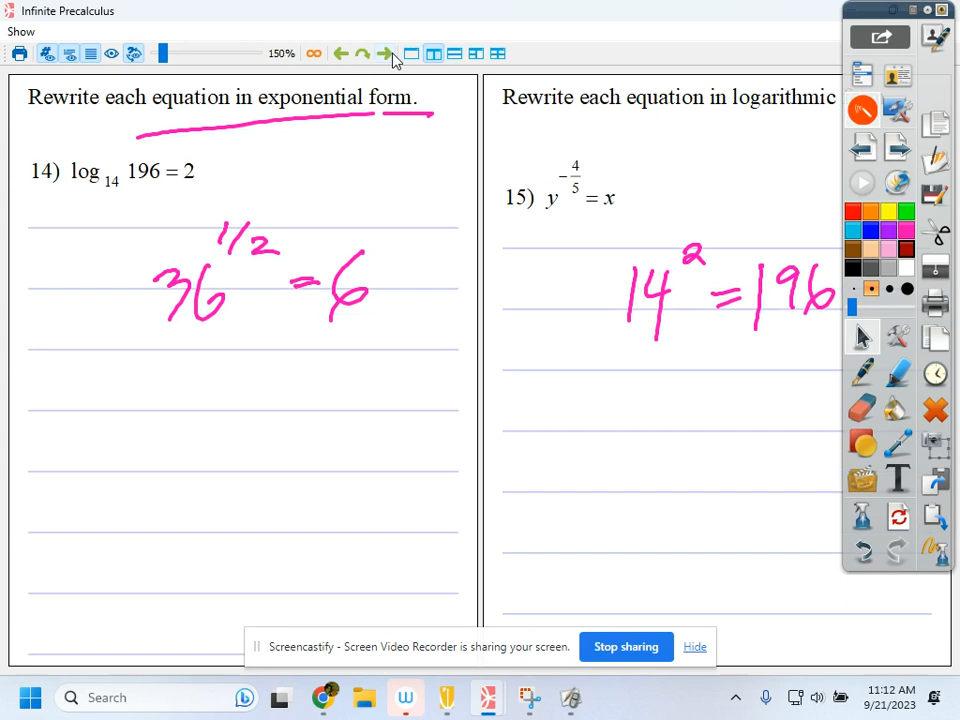 Infinite Precalculus
Show
150%
Rewrite each equation in exponential form.
14) log 14 196 = 2
36^1/2 = 6
Rewrite each equation in logarithmic
15) y^-4/5 = x
14^2 = 196
T
Screencastify - Screen Video Recorder is sharing your screen.
Stop sharing
Hide
Search
11:12 AM
9/21/2023